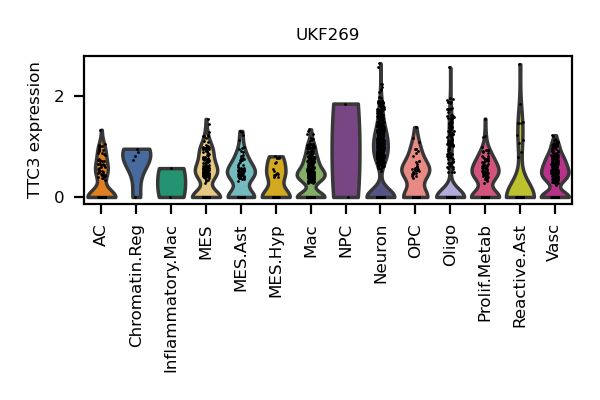 UKF269
TTC3 expression
2
0
AC
Chromatin.Reg
Inflammatory.Mac
MES
MES.Ast
MES.Hyp
Mac
NPC
Neuron
OPC
Oligo
Prolif.Metab
Reactive.Ast
Vasc